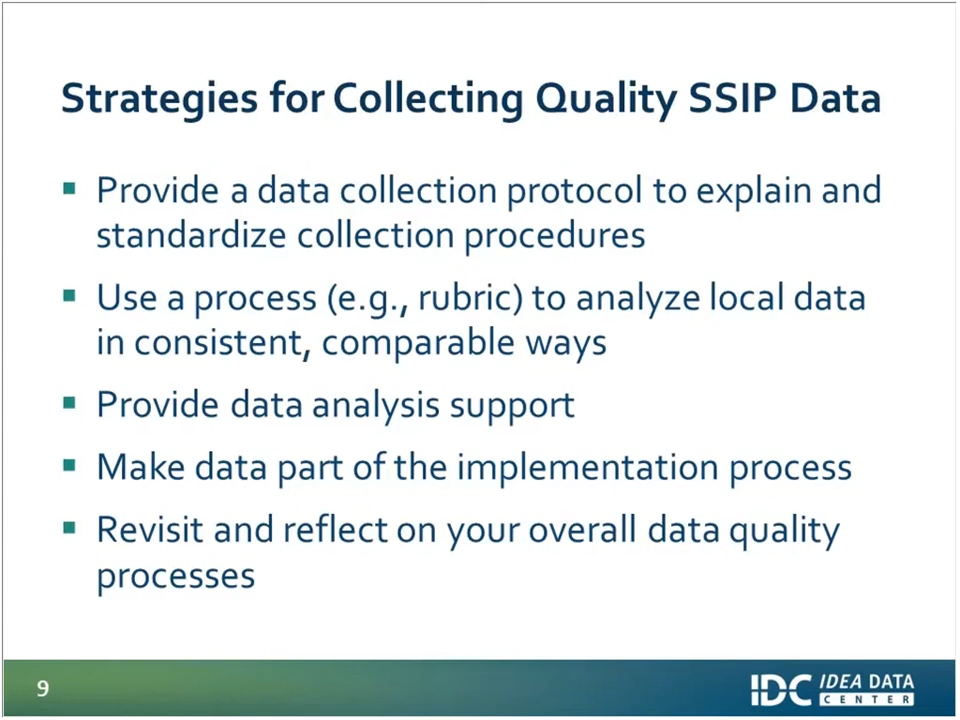 Strategies for Collecting Quality SSIP Data
▪ Provide a data collection protocol to explain and
standardize collection procedures
▪ Use a process (e.g., rubric) to analyze local data
in consistent, comparable ways
▪ Provide data analysis support
▪ Make data part of the implementation process
▪ Revisit and reflect on your overall data quality
processes
9
IDC IDEA DATA
CENTER